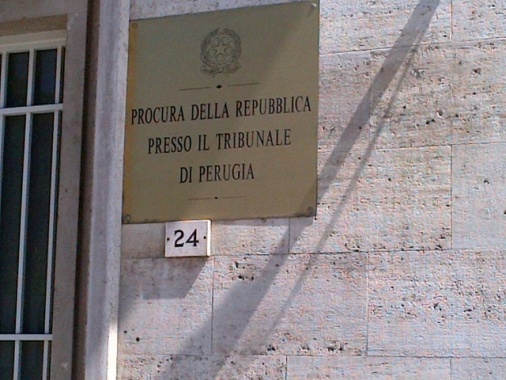 PROCURA DELLA REPUBBLICA
PRESSO IL TRIBUNALE
DI PERUGIA
24